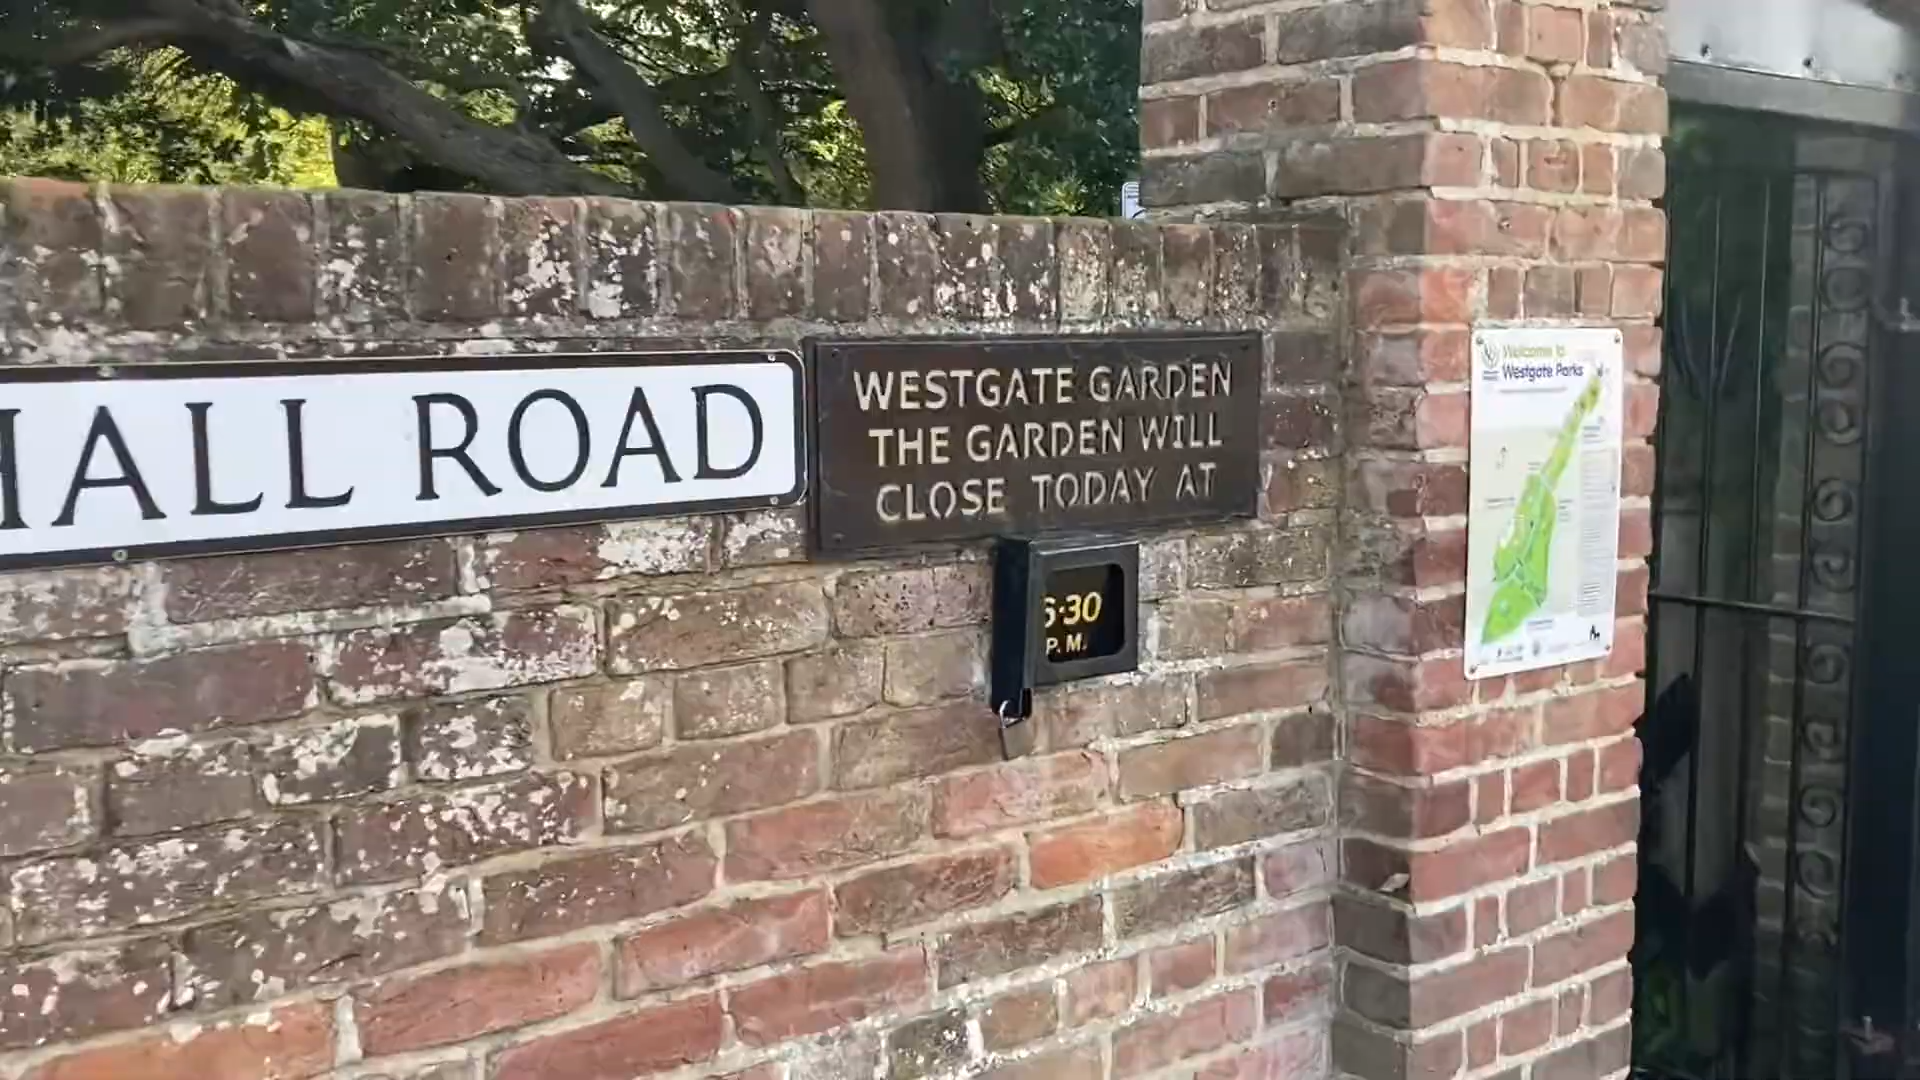 HALL ROAD
WESTGATE GARDEN
THE GARDEN WILL
CLOSE TODAY AT
6·30
P.M.
Welcome to
Westgate Parks